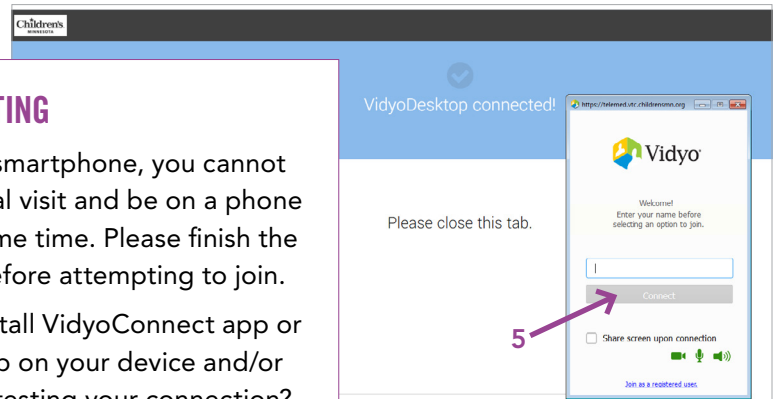 Children's
MINNESOTA
TING
smartphone, you cannot
al visit and be on a phone
me time. Please finish the
efore attempting to join.
tall VidyoConnect app or
p on your device and/or
testing your connection?
VidyoDesktop connected!
Please close this tab.
https://telemed.vtc.childrensmn.org
Vidyo
Welcome!
Enter your name before
selecting an option to join.
Connect
5
Share screen upon connection
Join as a registered user.